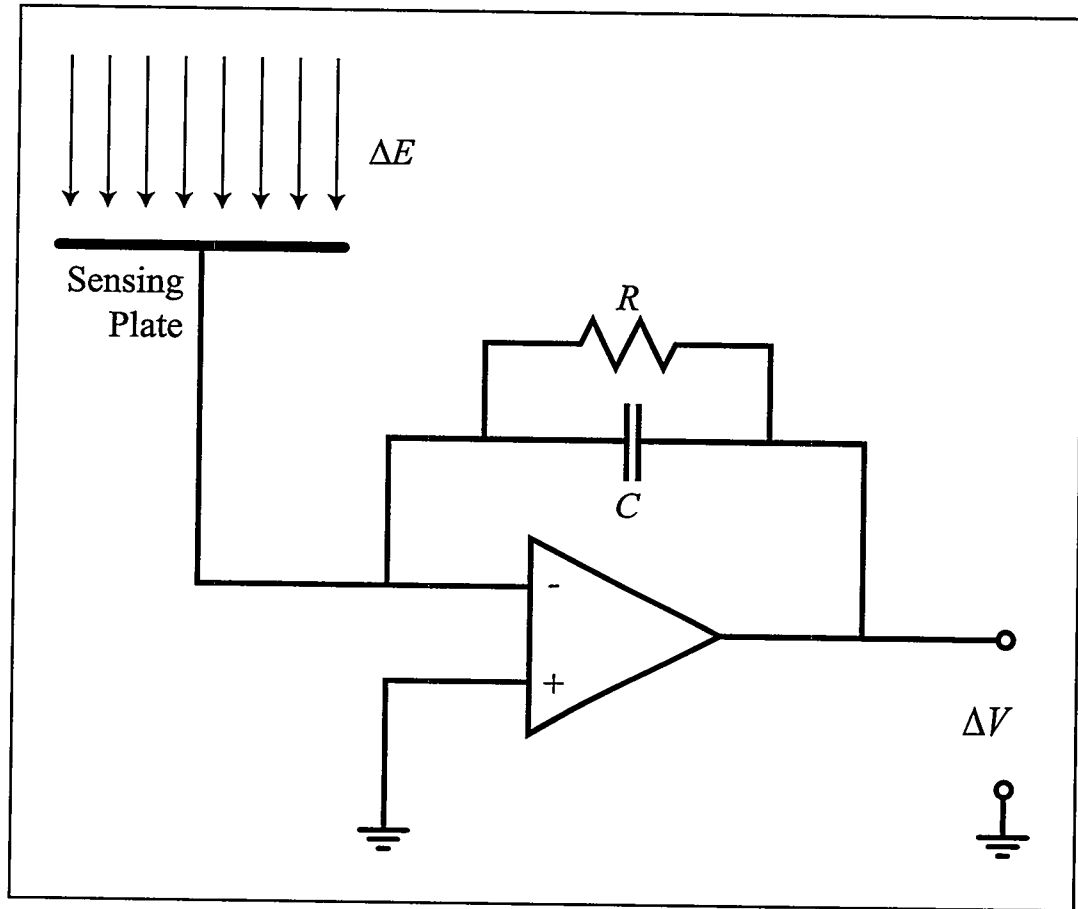 ΔE
Sensing
Plate
R
C
-
+
ΔV